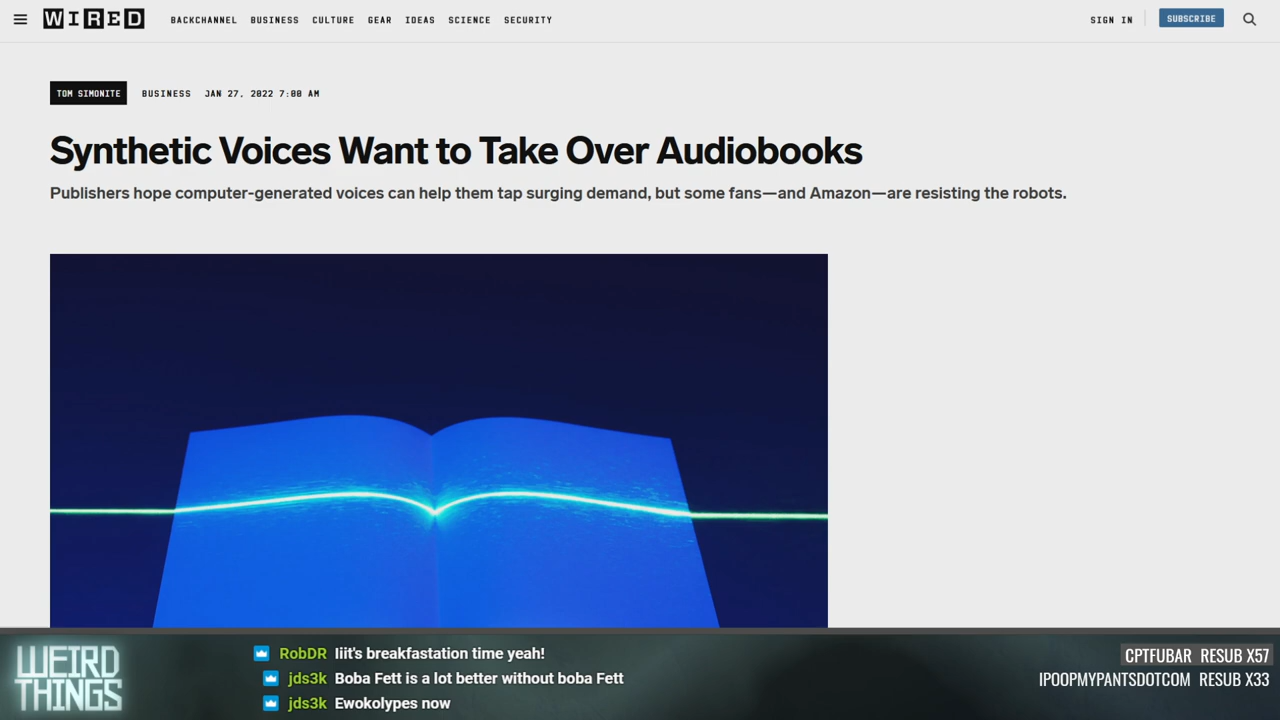 WIRED
BACKCHANNEL BUSINESS CULTURE GEAR IDEAS SCIENCE SECURITY
SIGN IN
SUBSCRIBE
TOM SIMONITE BUSINESS JAN 27, 2022 7:00 AM
Synthetic Voices Want to Take Over Audiobooks
Publishers hope computer-generated voices can help them tap surging demand, but some fans—and Amazon—are resisting the robots.
WEIRD
THINGS
RobDR Iiit's breakfastation time yeah!
jds3k Boba Fett is a lot better without boba Fett
jds3k Ewokolypes now
CPTFUBAR RESUB X57
IPOOPMYPANTSDOTCOM RESUB X33